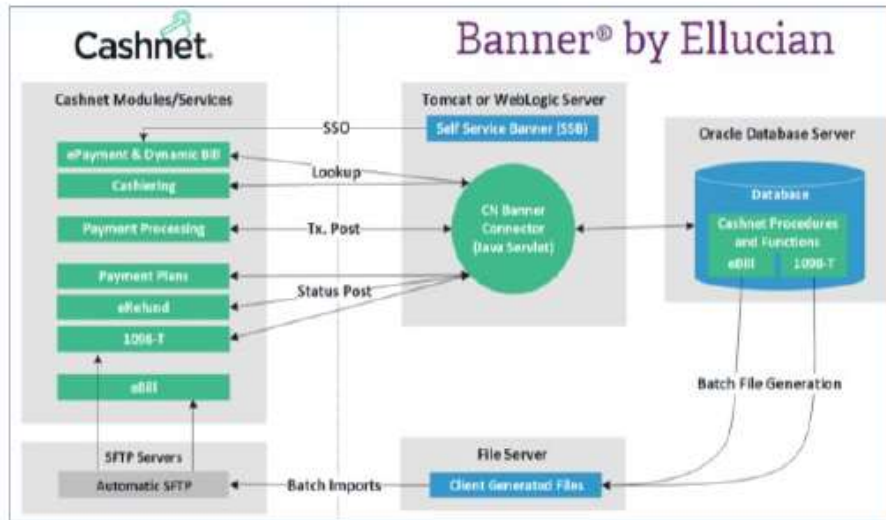 Cashnet®
Banner® by Ellucian
Cashnet Modules/Services
ePayment & Dynamic Bill
Cashiering
Payment Processing
Payment Plans
eRefund
1098-T
eBill
SFTP Servers
Automatic SFTP
SSO
Lookup
Tx. Post
Status Post
Batch Imports
Tomcat or WebLogic Server
Self Service Banner (SSB)
CN Banner
Connector
(Java Servlet)
File Server
Client Generated Files
Oracle Database Server
Database
Cashnet Procedures
and Functions
eBill
1098-T
Batch File Generation